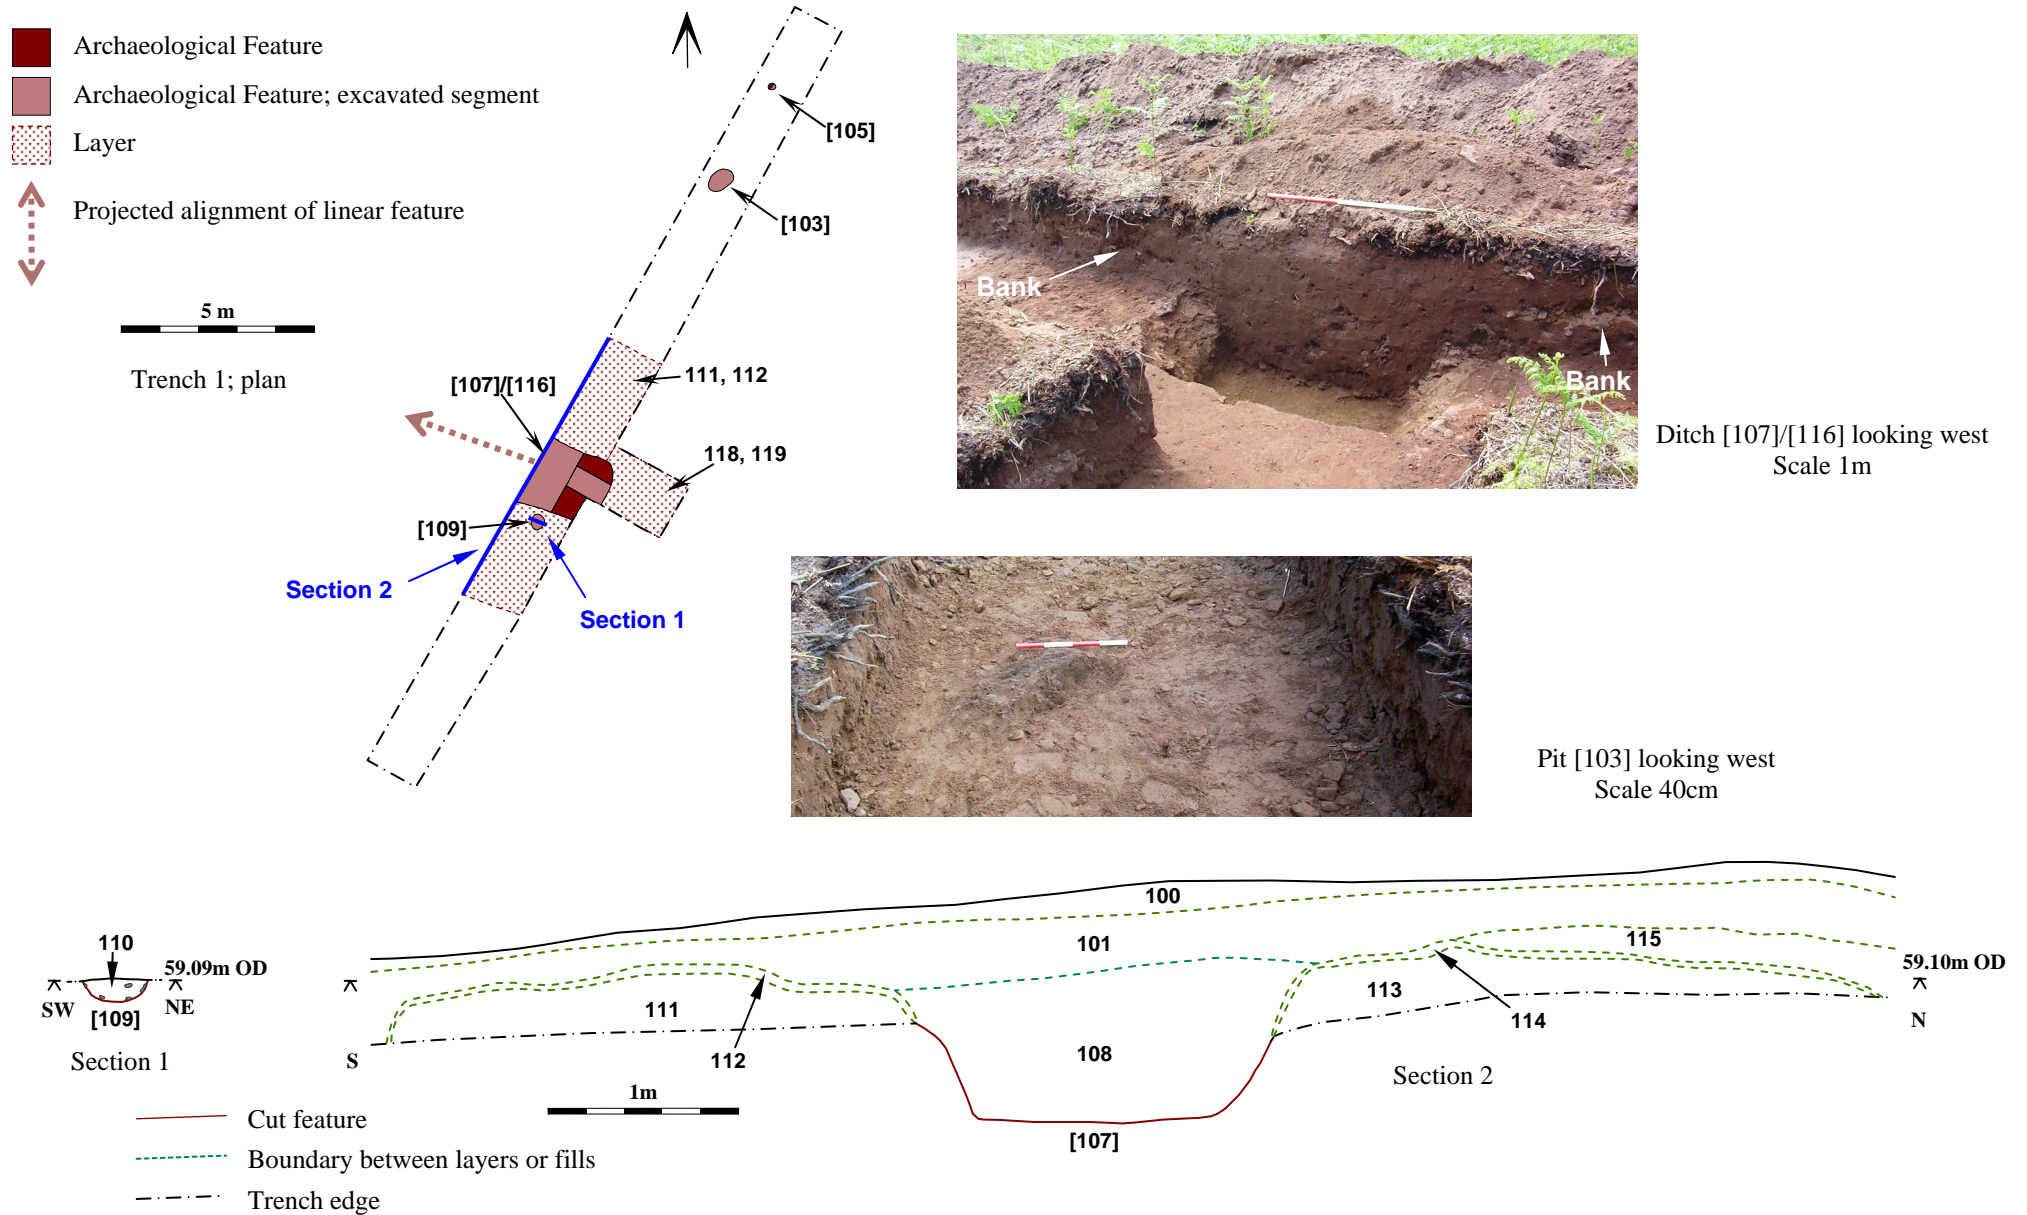 Archaeological Feature
Archaeological Feature; excavated segment
Layer
Projected alignment of linear feature
5 m
Trench 1; plan
[105]
[103]
[107]/[116]
111, 112
118, 119
[109]
Section 2
Section 1
Bank
Bank
Ditch [107]/[116] looking west
Scale 1m
Pit [103] looking west
Scale 40cm
110
59.09m OD
SW
NE
[109]
Section 1
100
101
115
59.10m OD
113
111
114
N
112
108
S
Section 2
1m
[107]
Cut feature
Boundary between layers or fills
Trench edge